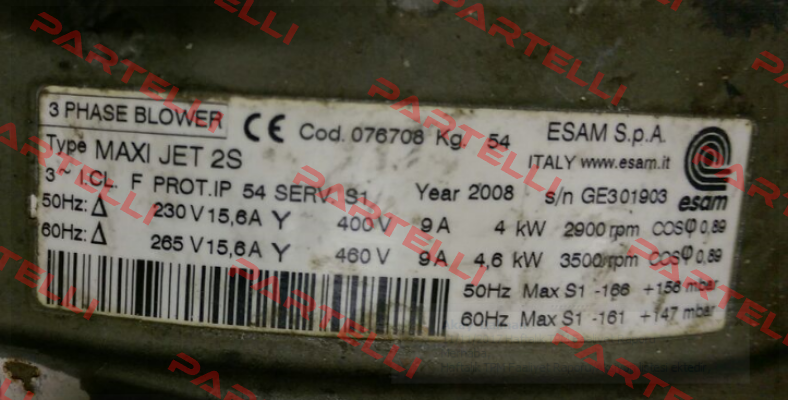 3 PHASE BLOWER CE Cod. 076708 Kg. 54 ESAM S.p.A.
Type MAXI JET 2S ITALY www.esam.it
3~ I.CL. F PROT.IP 54 SERV. S1 Year 2008 s/n GE301903 esam
50Hz: Δ 230 V 15,6A Y 400 V 9 A 4 kW 2900 rpm COSφ 0,89
60Hz: Δ 265 V 15,6A Y 460 V 9 A 4,6 kW 3500 rpm COSφ 0,89
50Hz Max S1 -166 +156 mbar
60Hz Max S1 -161 +147 mbar
PARTELLI